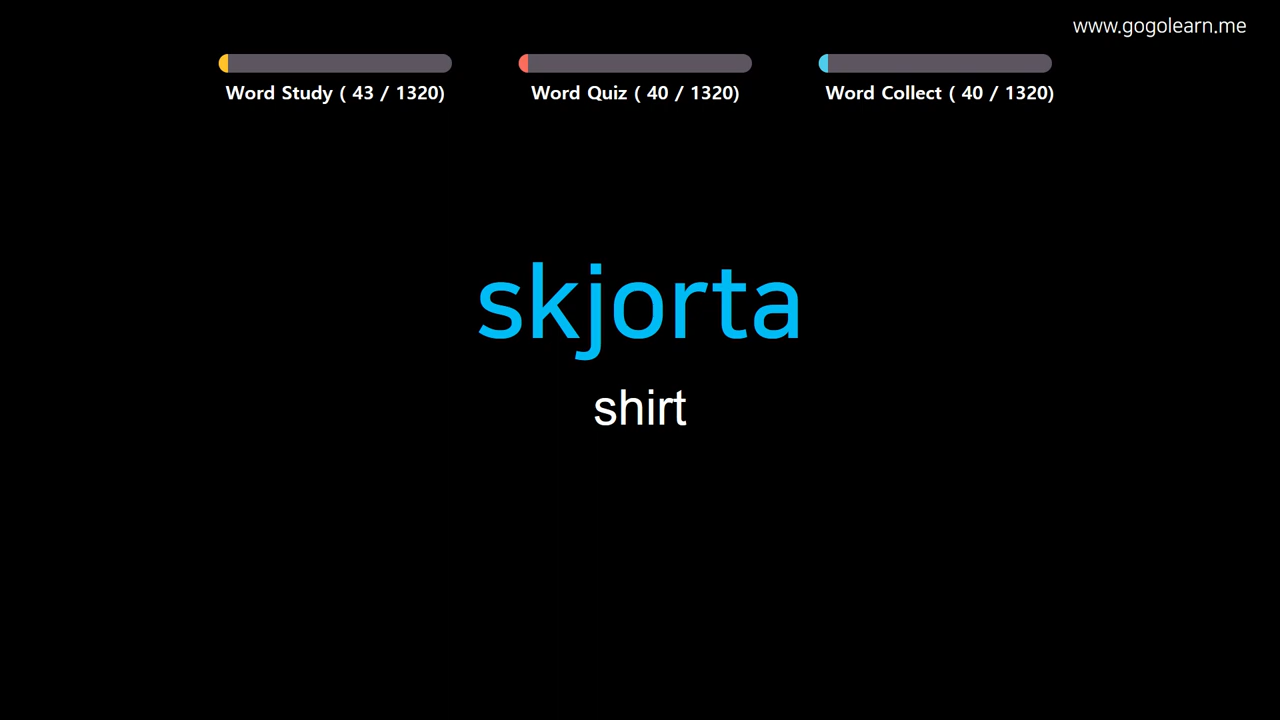 www.gogolearn.me
Word Study ( 43 / 1320)
Word Quiz ( 40 / 1320)
Word Collect ( 40 / 1320)
skjorta
shirt